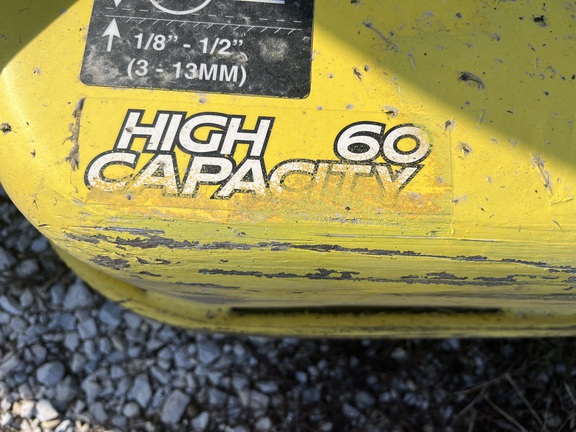 1/8” - 1/2”
(3 - 13MM)
HIGH 60
CAPACITY